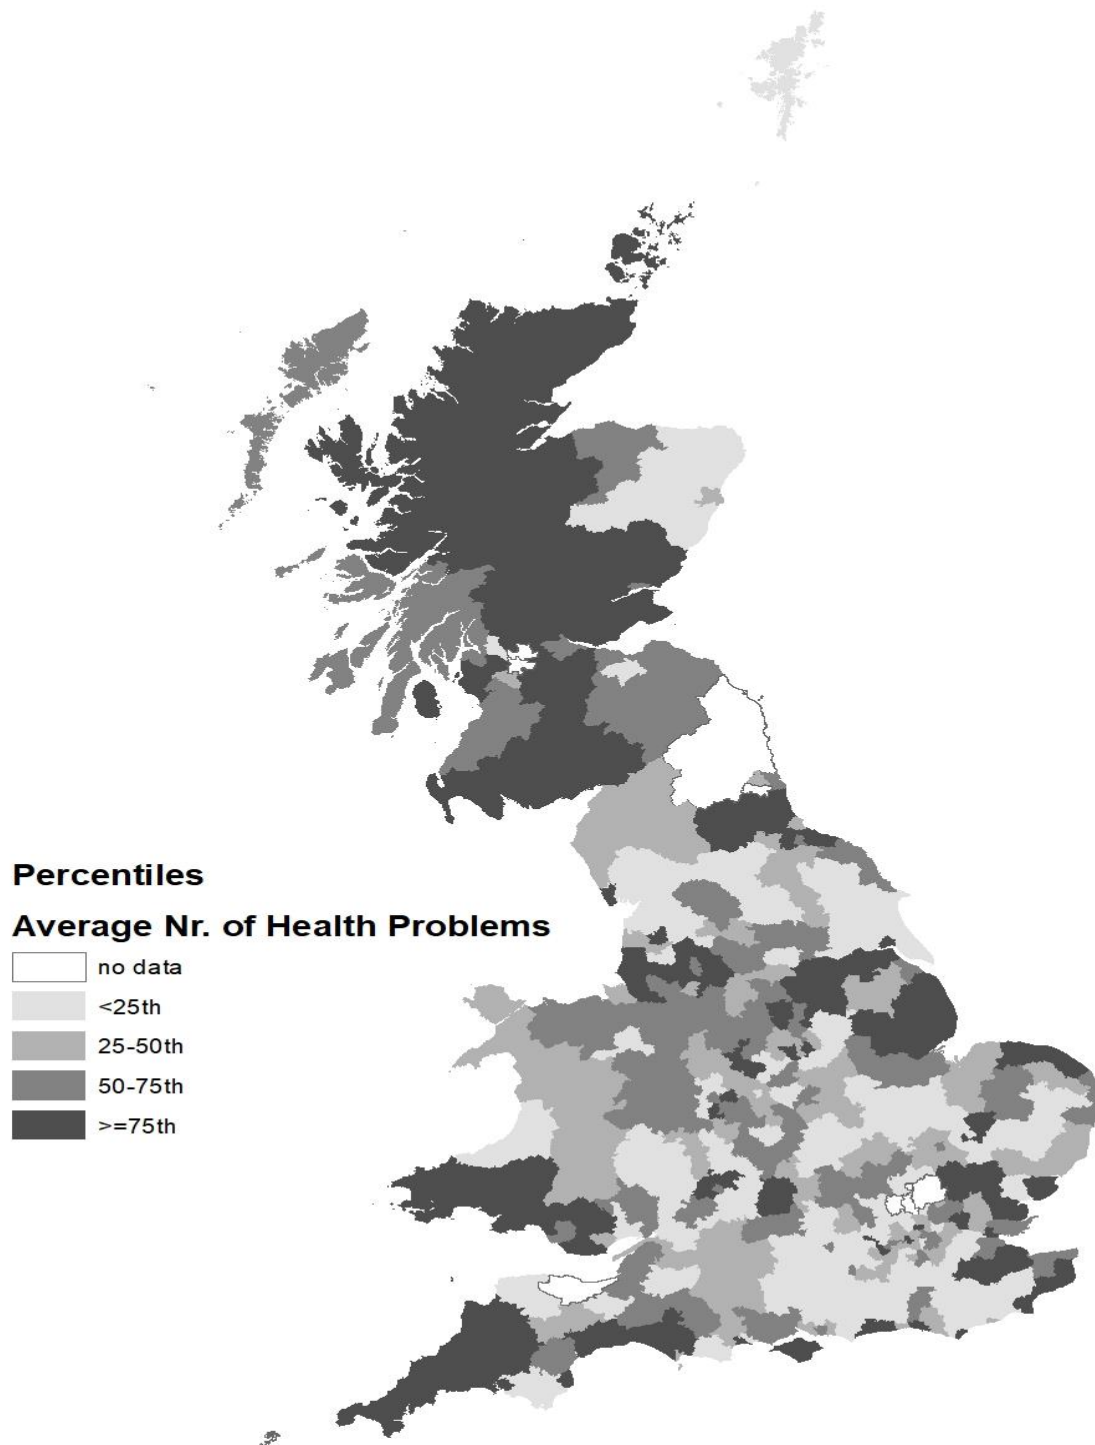 Percentiles
Average Nr. of Health Problems
no data
<25th
25-50th
50-75th
>=75th